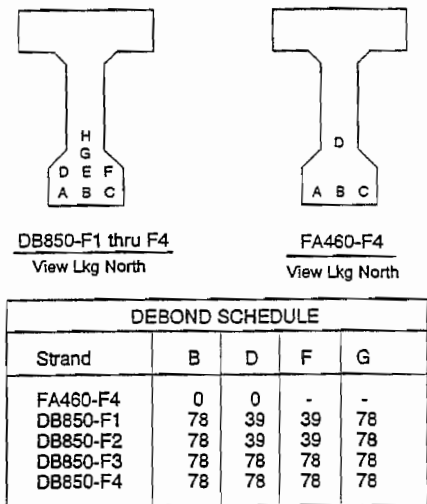 H
G
D E F
A B C
DB850-F1 thru F4
View Lkg North
D
A B C
FA460-F4
View Lkg North
DEBOND SCHEDULE
Strand B D F G
FA460-F4 0 0 - -
DB850-F1 78 39 39 78
DB850-F2 78 39 39 78
DB850-F3 78 78 78 78
DB850-F4 78 78 78 78